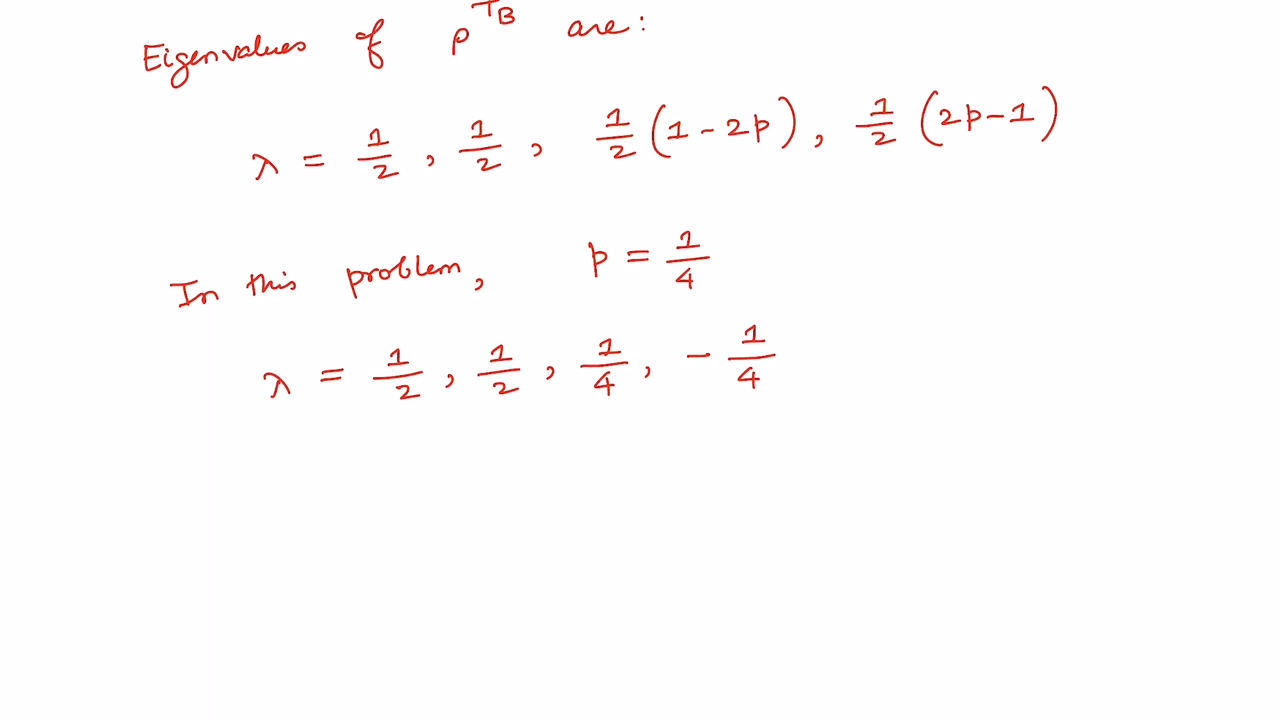 Eigenvalues of ρ^{T_B} are:
λ = 1/2, 1/2, 1/2 (1 - 2p), 1/2 (2p - 1)
In this problem, p = 1/4
λ = 1/2, 1/2, 1/4, - 1/4